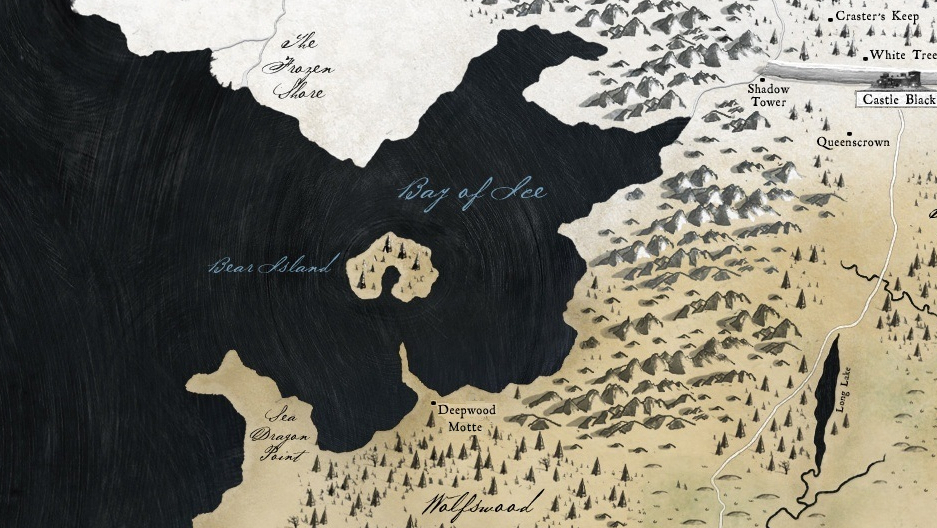 Craster's Keep
The
Frozen
Shore
White Tree
Shadow
Tower
Castle Black
Queenscrown
Bay of Ice
Bear Island
Long Lake
Sea
Dragon
Point
Deepwood
Motte
Wolfswood